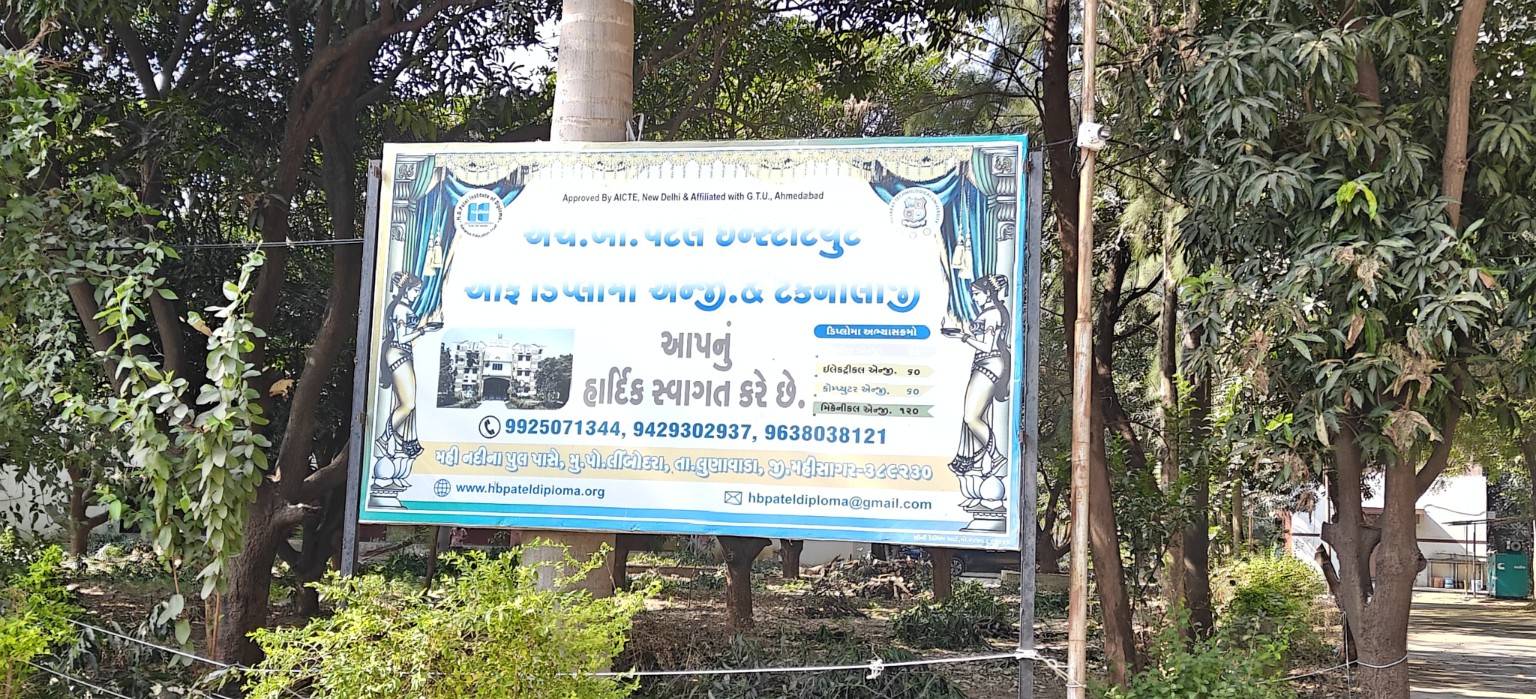 Approved By AICTE, New Delhi & Affiliated with G.T.U., Ahmedabad
એચ.બી.પટેલ ઇન્સ્ટિટ્યુટ
ઓફ ડિપ્લોમા એન્જી.& ટેકનોલોજી
આપનું
હાર્દિક સ્વાગત કરે છે.
ડિપ્લોમા અભ્યાસક્રમો
ઇલેક્ટ્રીકલ એન્જી. ૬૦
કોમ્પ્યુટર એન્જી. ૬૦
મિકેનીકલ એન્જી. ૧૨૦
9925071344, 9429302937, 9638038121
મહી નદીના પુલ પાસે, મુ.પો.લીંબોદરા, તા.લુણાવાડા, જી.મહીસાગર-૩૮૯૨૩૦
www.hbpateldiploma.org
hbpateldiploma@gmail.com